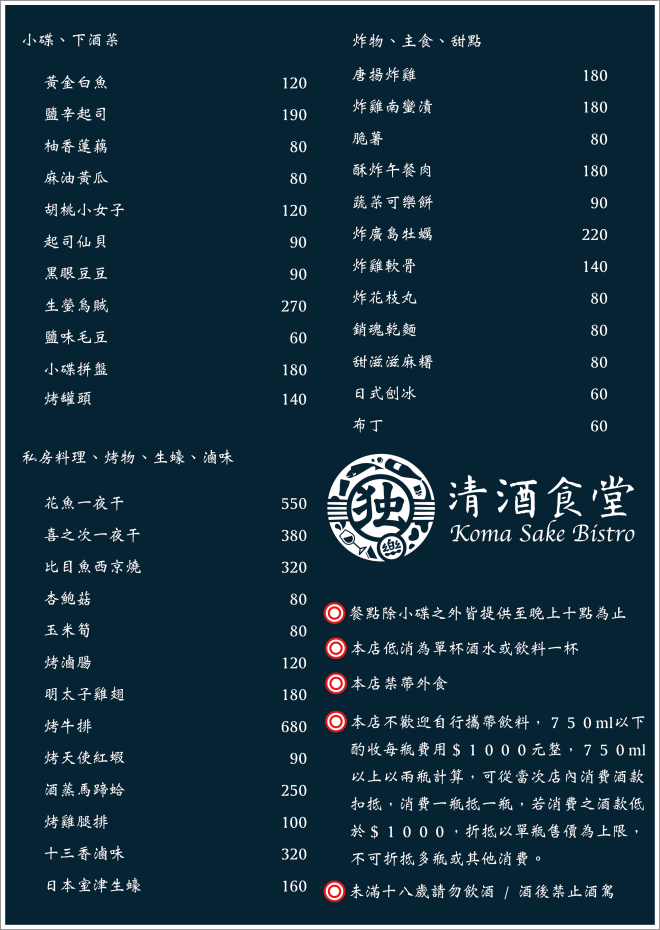 小碟、下酒菜
黃金白魚 120
鹽辛起司 190
柚香蓮藕 80
麻油黃瓜 80
胡桃小女子 120
起司仙貝 90
黑眼豆豆 90
生螢烏賊 270
鹽味毛豆 60
小碟拼盤 180
烤罐頭 140
私房料理、烤物、生蠔、滷味
花魚一夜干 550
喜之次一夜干 380
比目魚西京燒 320
杏鮑菇 80
玉米筍 80
烤滷腸 120
明太子雞翅 180
烤牛排 680
烤天使紅蝦 90
酒蒸馬蹄蛤 250
烤雞腿排 100
十三香滷味 320
日本室津生蠔 160
炸物、主食、甜點
唐揚炸雞 180
炸雞南蠻漬 180
脆薯 80
酥炸午餐肉 180
蔬菜可樂餅 90
炸廣島牡蠣 220
炸雞軟骨 140
炸花枝丸 80
銷魂乾麵 80
甜滋滋麻糬 80
日式刨冰 60
布丁 60
独
樂
清酒食堂
Koma Sake Bistro
餐點除小碟之外皆提供至晚上十點為止
本店低消為單杯酒水或飲料一杯
本店禁帶外食
本店不歡迎自行攜帶飲料，７５０ml以下
酌收每瓶費用＄１０００元整，７５０ml
以上以兩瓶計算，可從當次店內消費酒款
扣抵，消費一瓶抵一瓶，若消費之酒款低
於＄１０００，折抵以單瓶售價為上限，
不可折抵多瓶或其他消費。
未滿十八歲請勿飲酒 / 酒後禁止酒駕